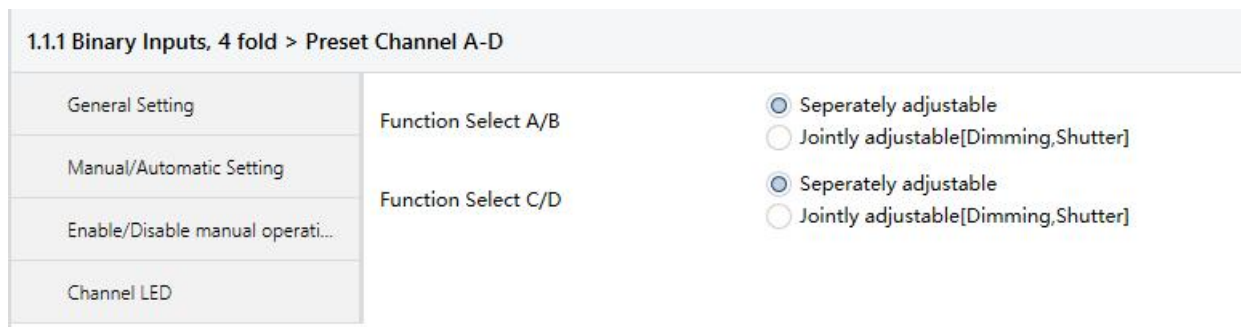 1.1.1 Binary Inputs, 4 fold > Preset Channel A-D
General Setting
Manual/Automatic Setting
Enable/Disable manual operati...
Channel LED
Function Select A/B
Seperately adjustable
Jointly adjustable[Dimming,Shutter]
Function Select C/D
Seperately adjustable
Jointly adjustable[Dimming,Shutter]